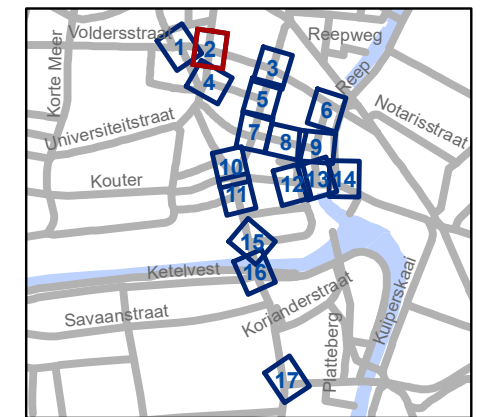 Voldersstraat
Reepweg
Korte Meer
Reep
Notarisstraat
Universiteitstraat
Kouter
Ketelvest
Savaanstraat
Korianderstraat
Platteberg
Kuiperskaai
1
2
3
4
5
6
7
8
9
10
11
12
13
14
15
16
17